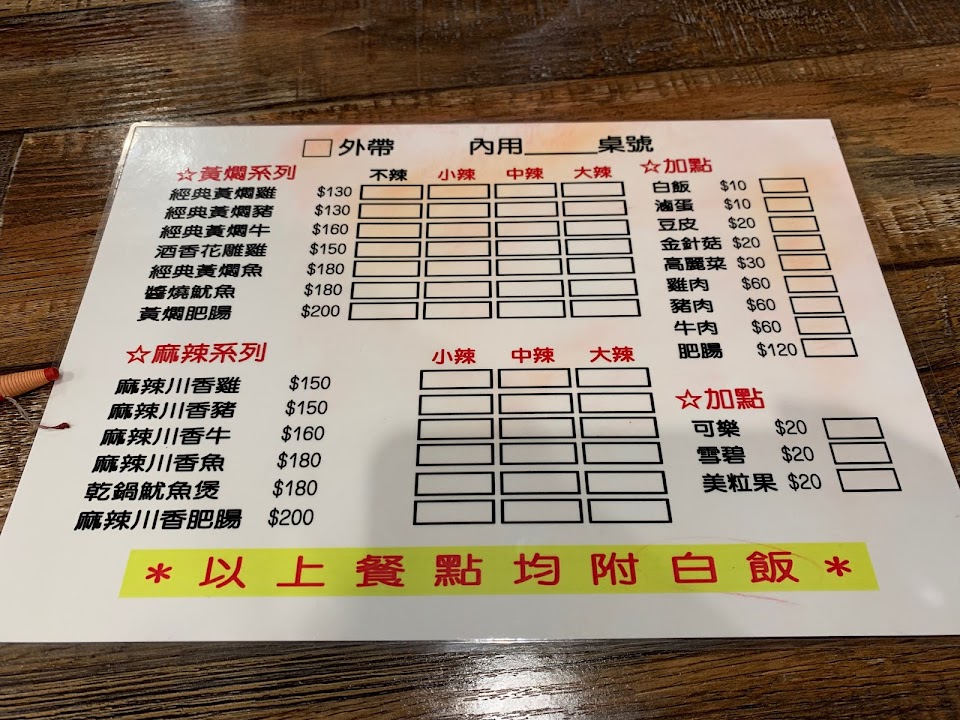 □外帶 內用_____桌號
☆黃燜系列 不辣 小辣 中辣 大辣
經典黃燜雞 $130
經典黃燜豬 $130
經典黃燜牛 $160
酒香花雕雞 $150
經典黃燜魚 $180
醬燒魷魚 $180
黃燜肥腸 $200
☆麻辣系列 小辣 中辣 大辣
麻辣川香雞 $150
麻辣川香豬 $150
麻辣川香牛 $160
麻辣川香魚 $180
乾鍋魷魚煲 $180
麻辣川香肥腸 $200
☆加點
白飯 $10
滷蛋 $10
豆皮 $20
金針菇 $20
高麗菜 $30
雞肉 $60
豬肉 $60
牛肉 $60
肥腸 $120
☆加點
可樂 $20
雪碧 $20
美粒果 $20
*以上餐點均附白飯*